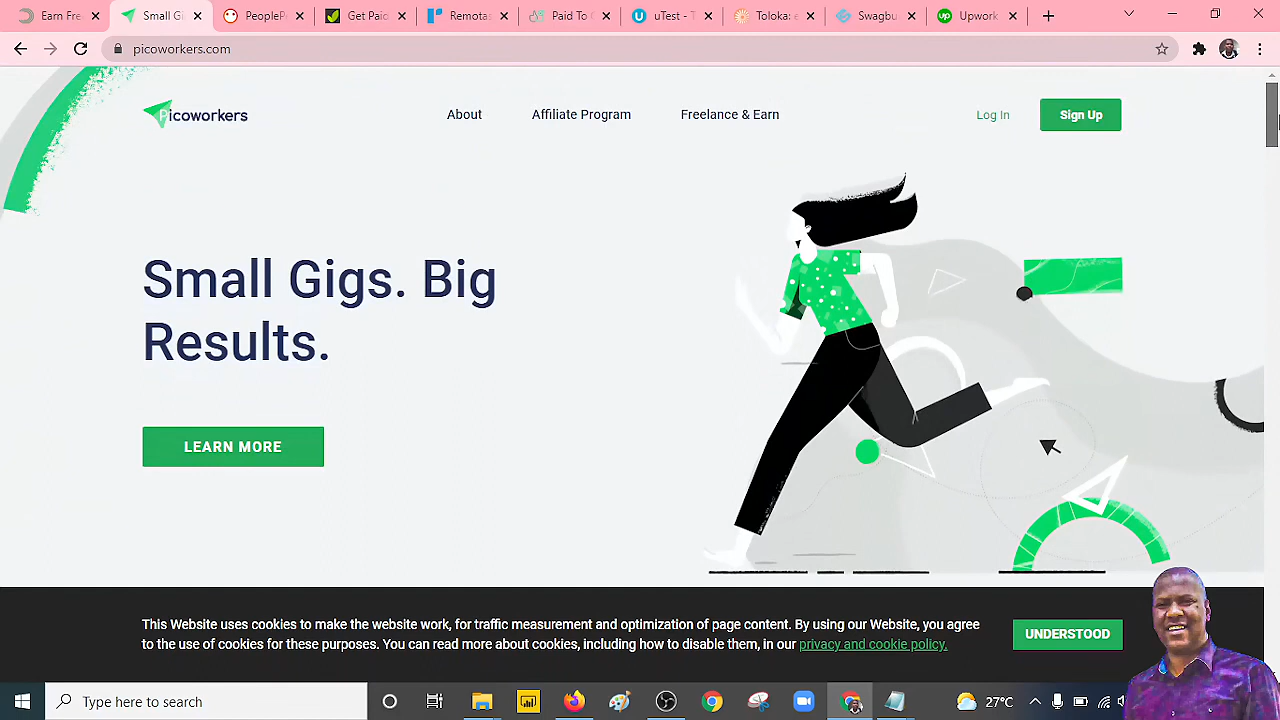 Earn Free
Small Gi
PeoplePe
Get Paid
Remotas
Paid To C
uTest - T
Toloka: e
Swagbu
Upwork
picoworkers.com
Picoworkers
About
Affiliate Program
Freelance & Earn
Log In
Sign Up
Small Gigs. Big
Results.
LEARN MORE
This Website uses cookies to make the website work, for traffic measurement and optimization of page content. By using our Website, you agree
to the use of cookies for these purposes. You can read more about cookies, including how to disable them, in our privacy and cookie policy.
UNDERSTOOD
Type here to search
27°C